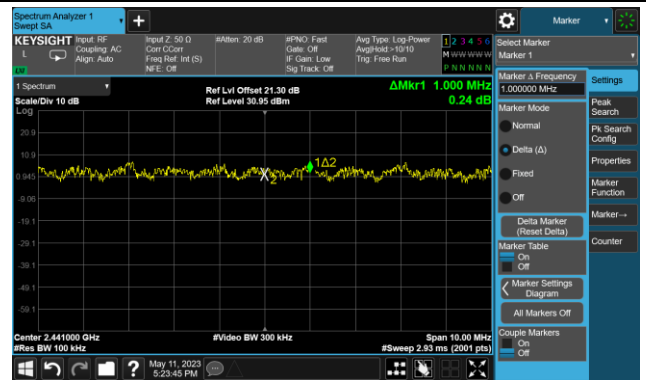 Spectrum Analyzer 1
Swept SA
+
Marker
KEYSIGHT
L
LW
Input: RF
Coupling: AC
Align: Auto
Input Z: 50 Ω
Corr CCorr
Freq Ref: Int (S)
NFE: Off
#Atten: 20 dB
#PNO: Fast
Gate: Off
IF Gain: Low
Sig Track: Off
Avg Type: Log-Power
Avg|Hold:>10/10
Trig: Free Run
1 2 3 4 5 6
M W W W W W
P N N N N N
Select Marker
Marker 1
1 Spectrum
Scale/Div 10 dB
Log
Ref Lvl Offset 21.30 dB
Ref Level 30.95 dBm
ΔMkr1 1.000 MHz
0.24 dB
20.9
10.9
0.945
-9.06
-19.1
-29.1
-39.1
-49.1
-59.1
1Δ2
2
Center 2.441000 GHz
#Res BW 100 kHz
#Video BW 300 kHz
Span 10.00 MHz
#Sweep 2.93 ms (2001 pts)
Marker Δ Frequency
1.000000 MHz
Marker Mode
Normal
Delta (Δ)
Fixed
Off
Delta Marker
(Reset Delta)
Marker Table
On
Off
Marker Settings
Diagram
All Markers Off
Couple Markers
On
Off
Settings
Peak
Search
Pk Search
Config
Properties
Marker
Function
Marker→
Counter
?
May 11, 2023
5:23:45 PM